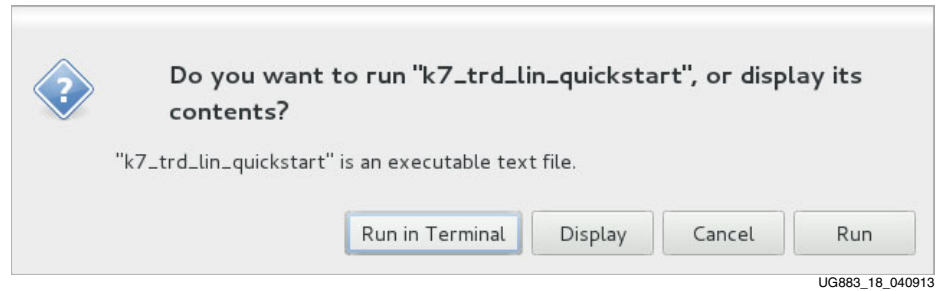 Do you want to run "k7_trd_lin_quickstart", or display its
contents?
"k7_trd_lin_quickstart" is an executable text file.
Run in Terminal Display Cancel Run
UG883_18_040913